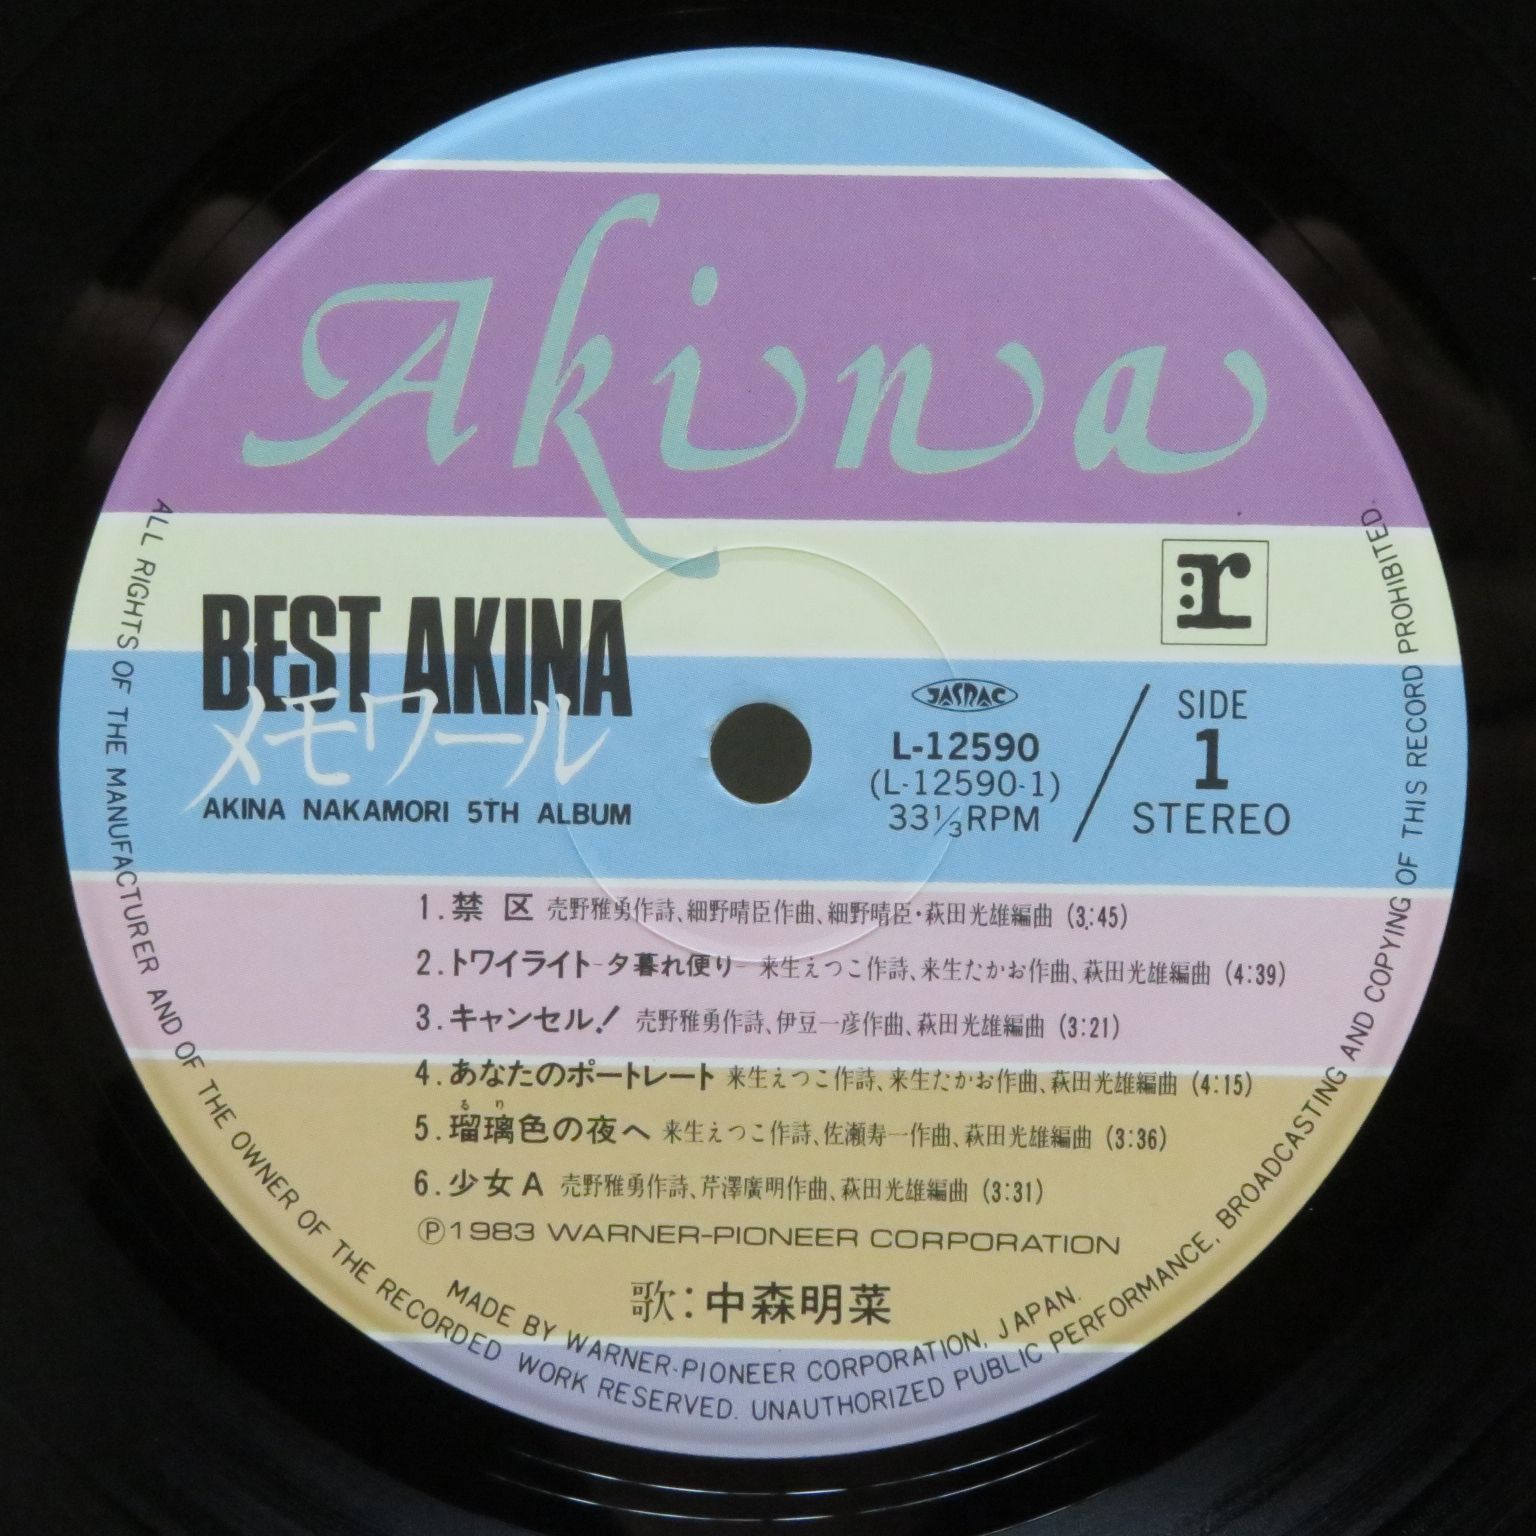 Akina
r
BEST AKINA
メモワール
AKINA NAKAMORI 5TH ALBUM
JASRAC
L-12590
(L-12590-1)
33⅓RPM
SIDE
1
STEREO
1.禁区 売野雅勇作詩、細野晴臣作曲、細野晴臣・萩田光雄編曲 (3:45)
2.トワイライト-夕暮れ便り- 来生えつこ作詩、来生たかお作曲、萩田光雄編曲 (4:39)
3.キャンセル! 売野雅勇作詩、伊豆一彦作曲、萩田光雄編曲 (3:21)
4.あなたのポートレート 来生えつこ作詩、来生たかお作曲、萩田光雄編曲 (4:15)
るり
5.瑠璃色の夜へ 来生えつこ作詩、佐瀬寿一作曲、萩田光雄編曲 (3:36)
6.少女A 売野雅勇作詩、芹澤廣明作曲、萩田光雄編曲 (3:31)
Ⓟ1983 WARNER-PIONEER CORPORATION
歌:中森明菜
MADE BY WARNER-PIONEER CORPORATION, JAPAN.
ALL RIGHTS OF THE MANUFACTURER AND OF THE OWNER OF THE RECORDED WORK RESERVED. UNAUTHORIZED PUBLIC PERFORMANCE, BROADCASTING AND COPYING OF THIS RECORD PROHIBITED.